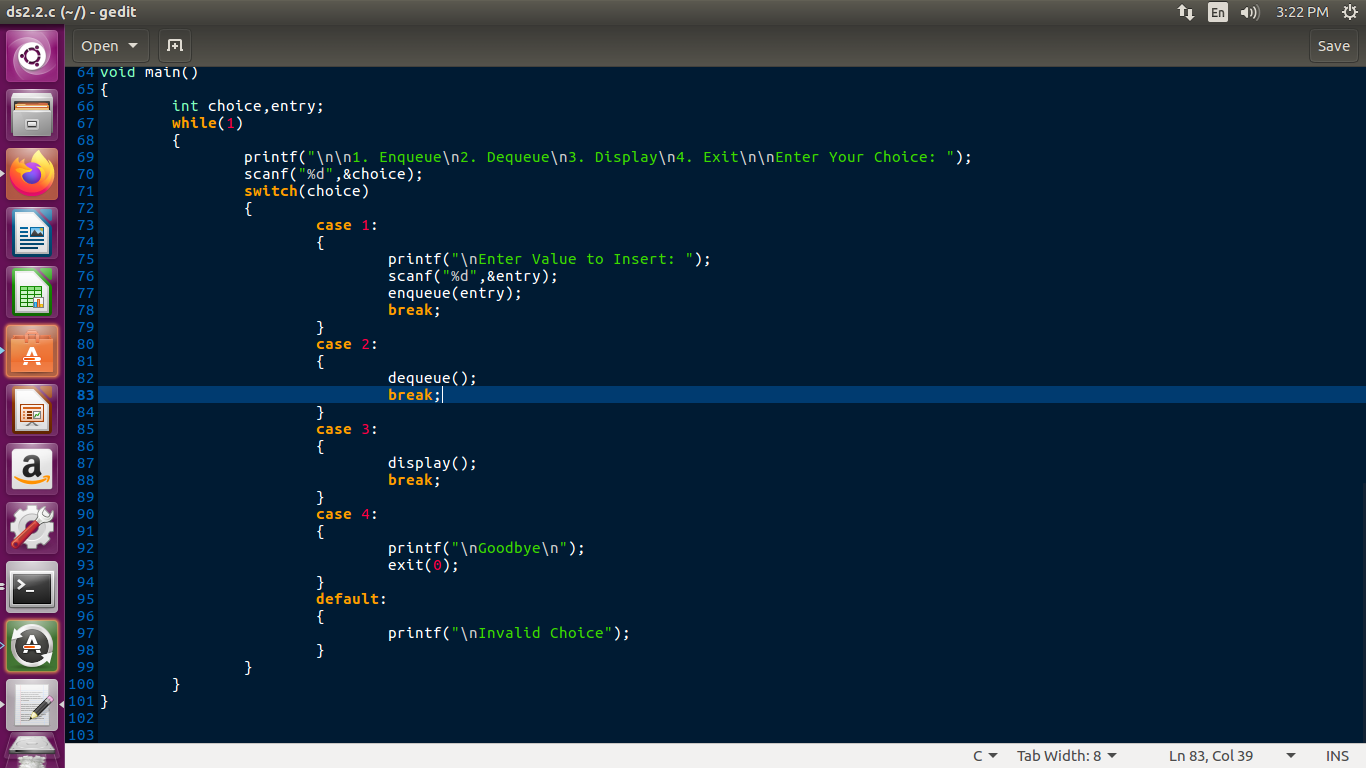 ds2.2.c (~/) - gedit
En
3:22 PM
Open
Save
64 void main()
65 {
66         int choice,entry;
67         while(1)
68         {
69                 printf("\n\n1. Enqueue\n2. Dequeue\n3. Display\n4. Exit\n\nEnter Your Choice: ");
70                 scanf("%d",&choice);
71                 switch(choice)
72                 {
73                         case 1:
74                         {
75                                 printf("\nEnter Value to Insert: ");
76                                 scanf("%d",&entry);
77                                 enqueue(entry);
78                                 break;
79                         }
80                         case 2:
81                         {
82                                 dequeue();
83                                 break;
84                         }
85                         case 3:
86                         {
87                                 display();
88                                 break;
89                         }
90                         case 4:
91                         {
92                                 printf("\nGoodbye\n");
93                                 exit(0);
94                         }
95                         default:
96                         {
97                                 printf("\nInvalid Choice");
98                         }
99                 }
100         }
101 }
102
103
C
Tab Width: 8
Ln 83, Col 39
INS